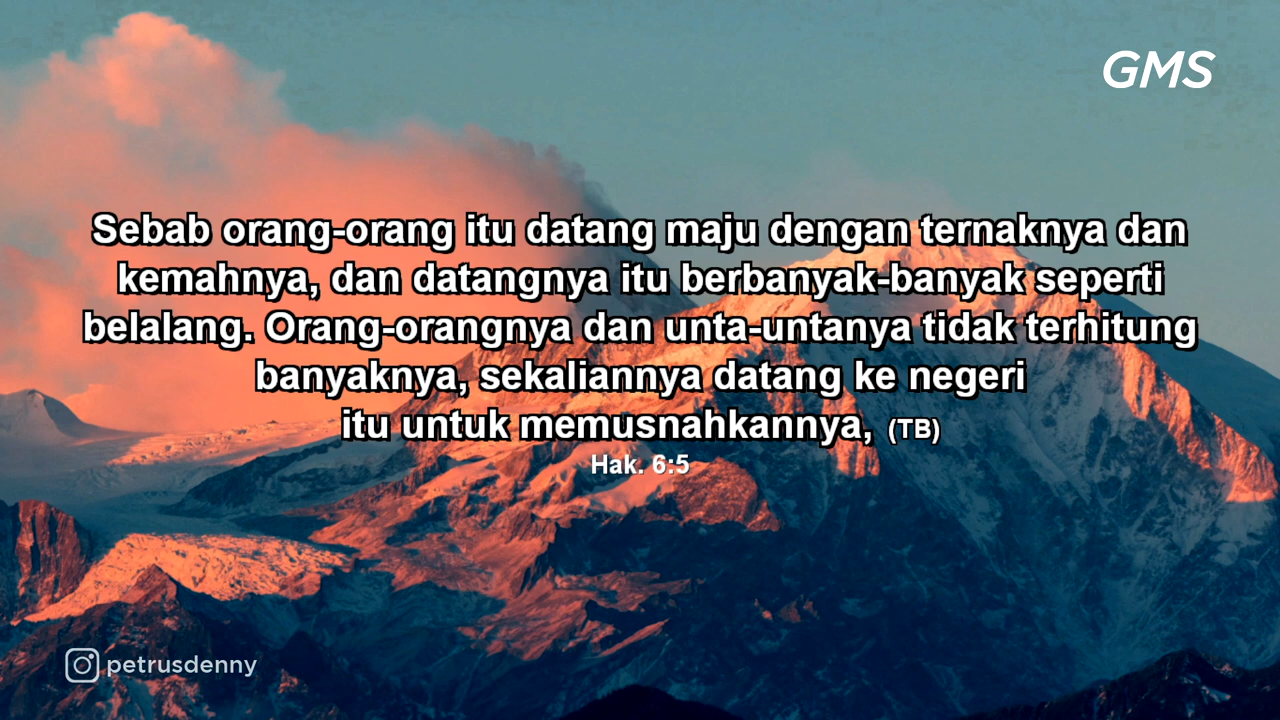 GMS
Sebab orang-orang itu datang maju dengan ternaknya dan
kemahnya, dan datangnya itu berbanyak-banyak seperti
belalang. Orang-orangnya dan unta-untanya tidak terhitung
banyaknya, sekaliannya datang ke negeri
itu untuk memusnahkannya, (TB)
Hak. 6:5
petrusdenny